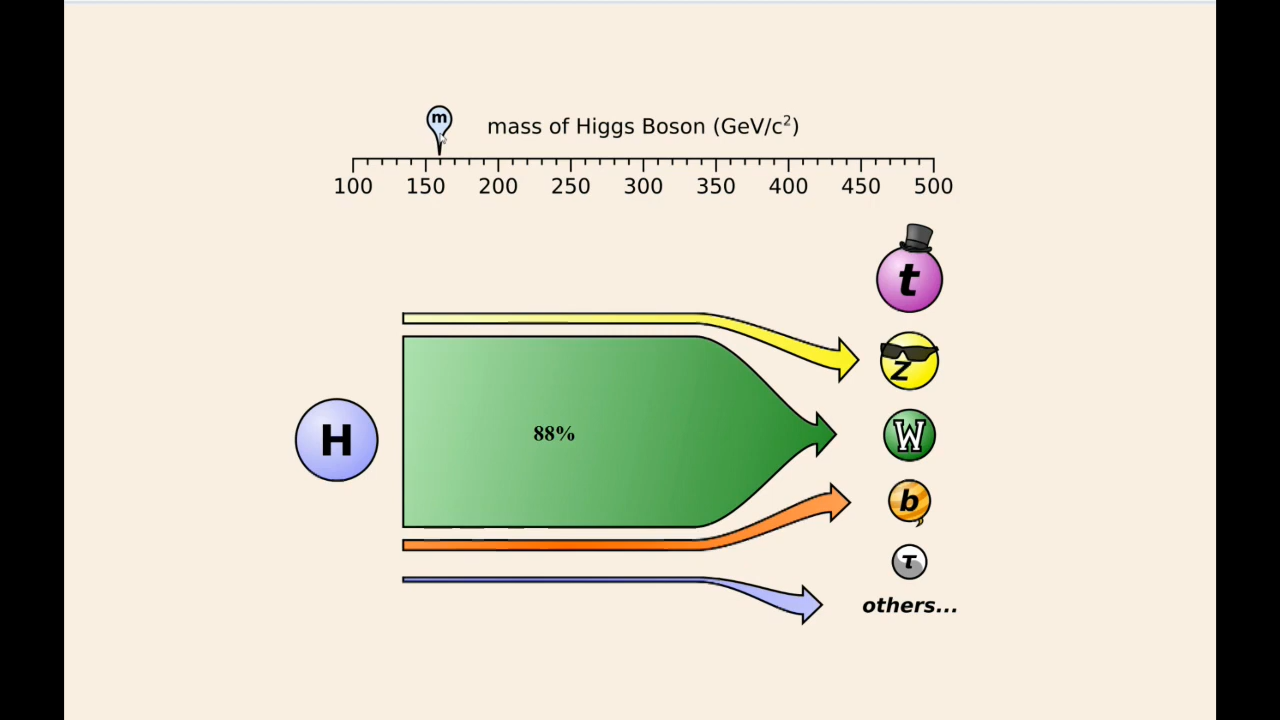 m
mass of Higgs Boson (GeV/c²)
100 150 200 250 300 350 400 450 500
t
Z
H
88%
W
b
τ
others...